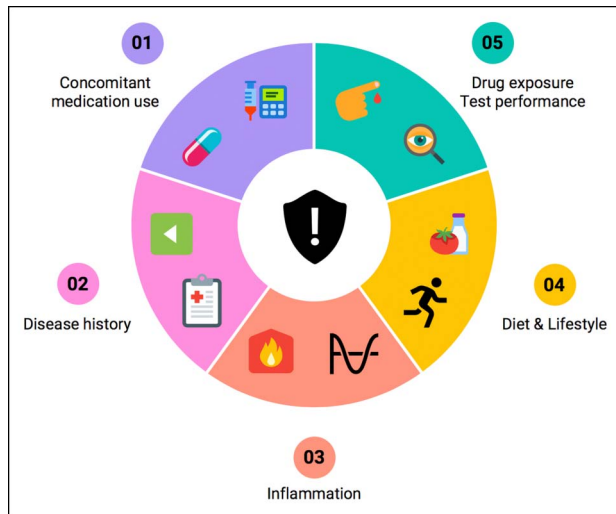 01
Concomitant
medication use
02
Disease history
03
Inflammation
04
Diet & Lifestyle
05
Drug exposure
Test performance